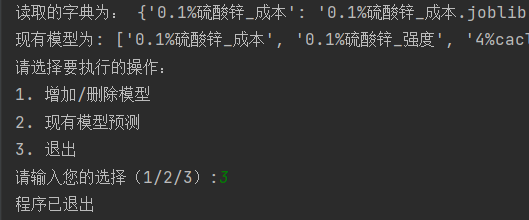 读取的字典为： {'0.1%硫酸锌_成本': '0.1%硫酸锌_成本.joblib
现有模型为: ['0.1%硫酸锌_成本', '0.1%硫酸锌_强度', '4%cacl
请选择要执行的操作:
1. 增加/删除模型
2. 现有模型预测
3. 退出
请输入您的选择（1/2/3）:3
程序已退出